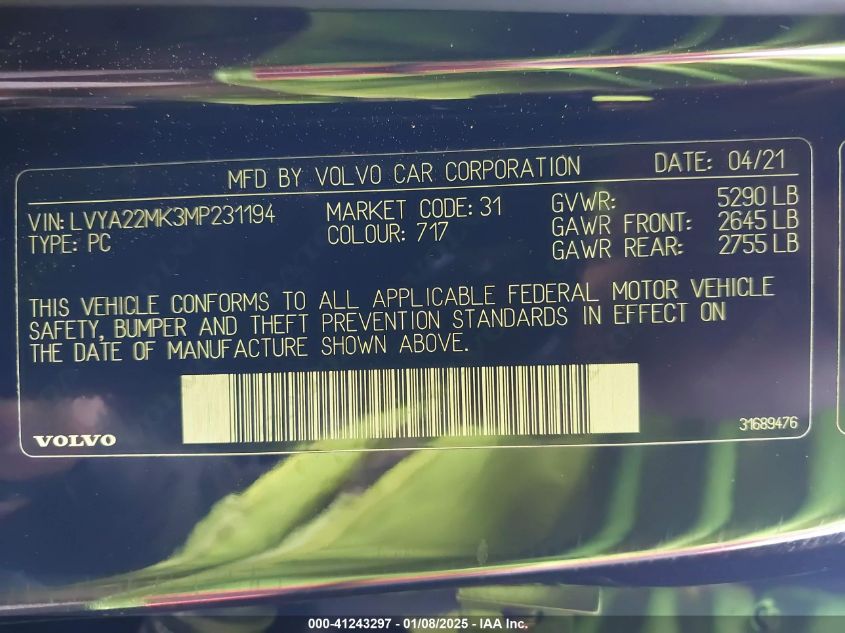 MFD BY VOLVO CAR CORPORATION DATE: 04/21
VIN: LVYA22MK3MP231194 MARKET CODE: 31 GVWR: 5290 LB
TYPE: PC COLOUR: 717 GAWR FRONT: 2645 LB
GAWR REAR: 2755 LB
THIS VEHICLE CONFORMS TO ALL APPLICABLE FEDERAL MOTOR VEHICLE
SAFETY, BUMPER AND THEFT PREVENTION STANDARDS IN EFFECT ON
THE DATE OF MANUFACTURE SHOWN ABOVE.
VOLVO 31689476
000-41243297 - 01/08/2025 - IAA Inc.